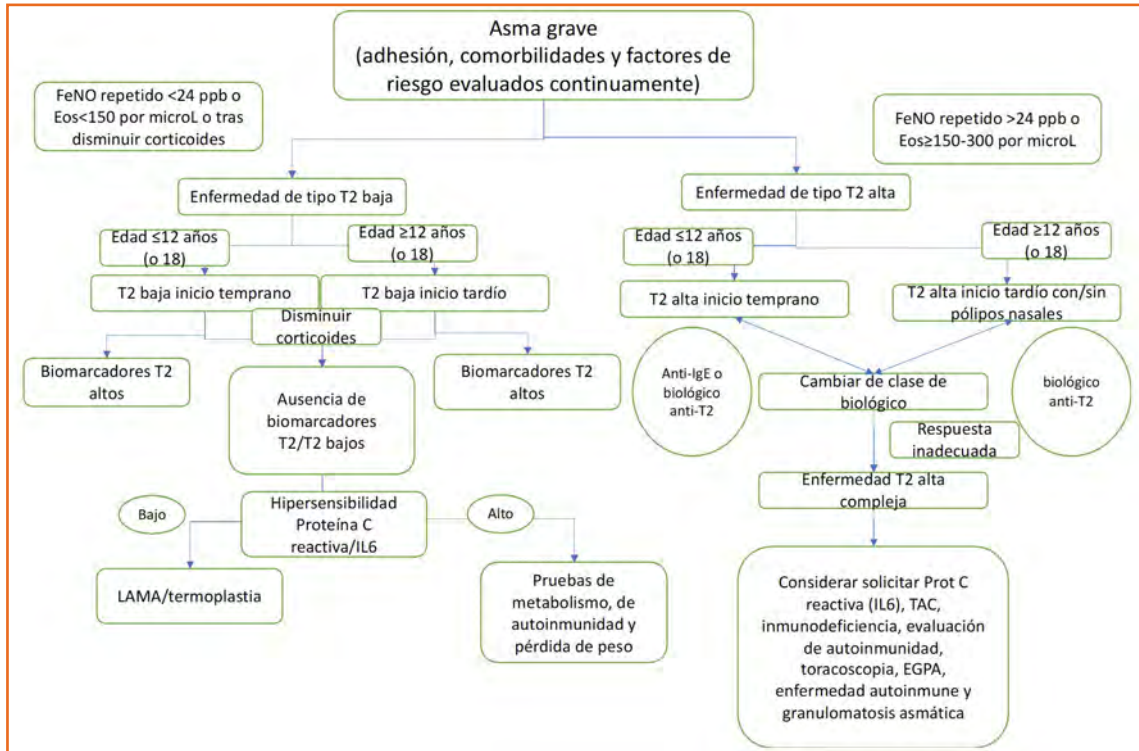 Asma grave
(adhesión, comorbilidades y factores de
riesgo evaluados continuamente)
FeNO repetido <24 ppb o
Eos<150 por microL o tras
disminuir corticoides
FeNO repetido >24 ppb o
Eos≥150-300 por microL
Enfermedad de tipo T2 baja
Enfermedad de tipo T2 alta
Edad ≤12 años
(o 18)
Edad ≥12 años
(o 18)
Edad ≤12 años
(o 18)
Edad ≥12 años
(o 18)
T2 baja inicio temprano
T2 baja inicio tardío
T2 alta inicio temprano
T2 alta inicio tardío con/sin
pólipos nasales
Disminuir
corticoides
Biomarcadores T2
altos
Biomarcadores T2
altos
Ausencia de
biomarcadores
T2/T2 bajos
Anti-IgE o
biológico
anti-T2
Cambiar de clase de
biológico
biológico
anti-T2
Respuesta
inadecuada
Enfermedad T2 alta
compleja
Bajo
Hipersensibilidad
Proteína C
reactiva/IL6
Alto
LAMA/termoplastia
Pruebas de
metabolismo, de
autoinmunidad y
pérdida de peso
Considerar solicitar Prot C
reactiva (IL6), TAC,
inmunodeficiencia, evaluación
de autoinmunidad,
toracoscopia, EGPA,
enfermedad autoinmune y
granulomatosis asmática